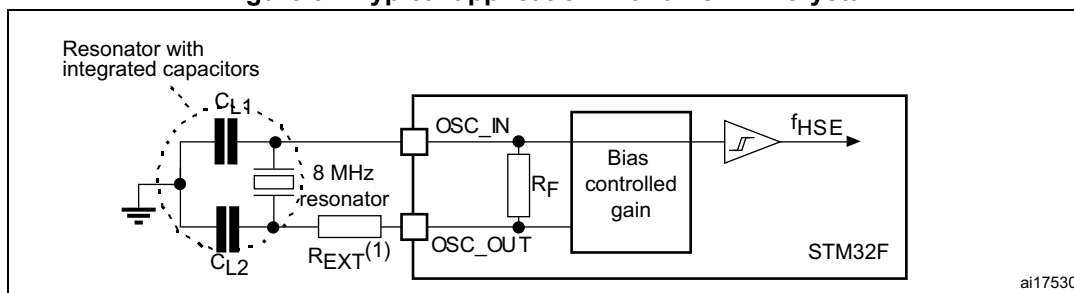 Resonator with
integrated capacitors
CL1
OSC_IN
fHSE
8 MHz
resonator
RF
Bias
controlled
gain
REXT(1)
OSC_OUT
CL2
STM32F
ai17530